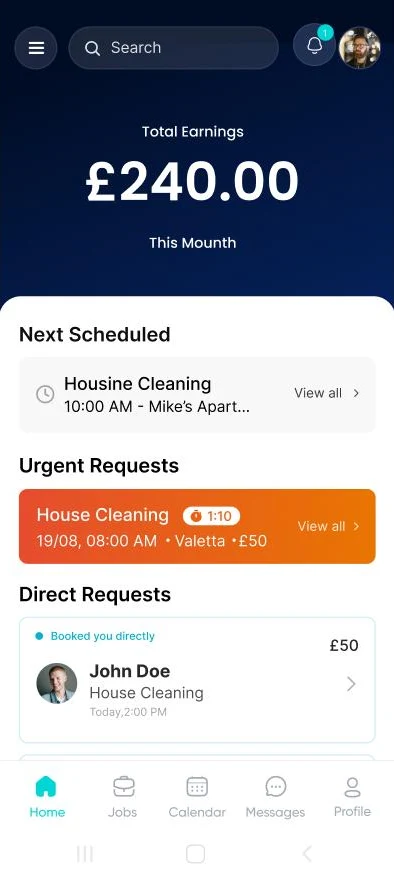 Search
1
Total Earnings
£240.00
This Mounth
Next Scheduled
Housine Cleaning
10:00 AM - Mike’s Apart...
View all
Urgent Requests
House Cleaning
1:10
19/08, 08:00 AM • Valetta •£50
View all
Direct Requests
Booked you directly
£50
John Doe
House Cleaning
Today,2:00 PM
Home
Jobs
Calendar
Messages
Profile